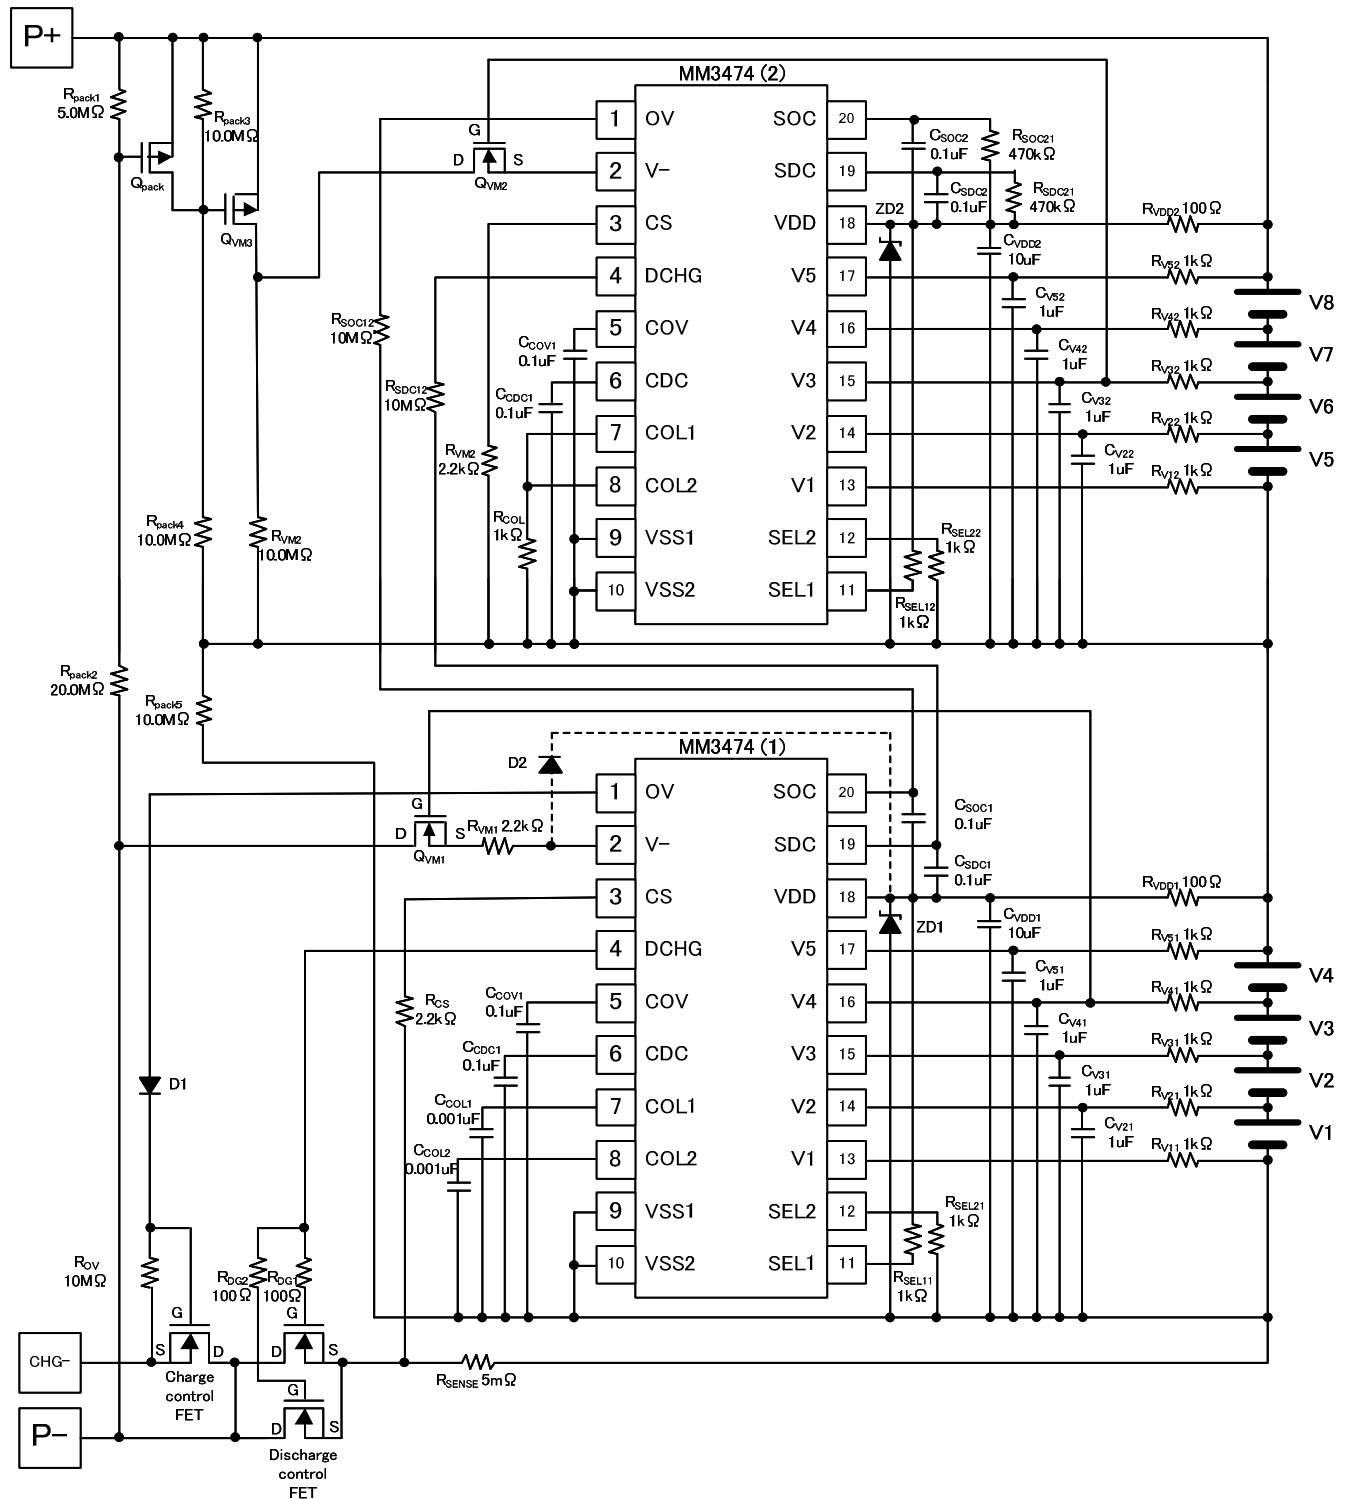 P+
MM3474 (2)
Rpack1
5.0MΩ
Rpack3
10.0MΩ
Qpack
QVM3
G
D
S
QVM2
1
OV
SOC
20
2
V-
SDC
19
3
CS
VDD
18
4
DCHG
V5
17
5
COV
V4
16
6
CDC
V3
15
7
COL1
V2
14
8
COL2
V1
13
9
VSS1
SEL2
12
10
VSS2
SEL1
11
CSOC2
0.1uF
RSOC21
470kΩ
CSDC2
0.1uF
RSDC21
470kΩ
ZD2
RVDD2 100Ω
CVDD2
10uF
RV52 1kΩ
CV52
1uF
V8
RV42 1kΩ
CV42
1uF
V7
RV32 1kΩ
CV32
1uF
V6
RV22 1kΩ
CV22
1uF
V5
RV12 1kΩ
RSOC12
10MΩ
CCOV1
0.1uF
RSDC12
10MΩ
CCDC1
0.1uF
RVM2
2.2kΩ
RCOL
1kΩ
RSEL22
1kΩ
RSEL12
1kΩ
Rpack4
10.0MΩ
RVM2
10.0MΩ
Rpack2
20.0MΩ
Rpack5
10.0MΩ
MM3474 (1)
D2
G
D
S
QVM1
RVM1 2.2kΩ
1
OV
SOC
20
2
V-
SDC
19
3
CS
VDD
18
4
DCHG
V5
17
5
COV
V4
16
6
CDC
V3
15
7
COL1
V2
14
8
COL2
V1
13
9
VSS1
SEL2
12
10
VSS2
SEL1
11
CSOC1
0.1uF
CSDC1
0.1uF
RVDD1 100Ω
ZD1
CVDD1
10uF
RV51 1kΩ
CV51
1uF
V4
RV41 1kΩ
CV41
1uF
V3
RV31 1kΩ
CV31
1uF
V2
RV21 1kΩ
CV21
1uF
V1
RV11 1kΩ
RCS
2.2kΩ
CCOV1
0.1uF
CCDC1
0.1uF
CCOL1
0.001uF
CCOL2
0.001uF
D1
RSEL21
1kΩ
RSEL11
1kΩ
ROV
10MΩ
RDG2
100Ω
RDG1
100Ω
G
S
D
G
D
S
CHG-
Charge
control
FET
RSENSE 5mΩ
P-
G
D
S
Discharge
control
FET